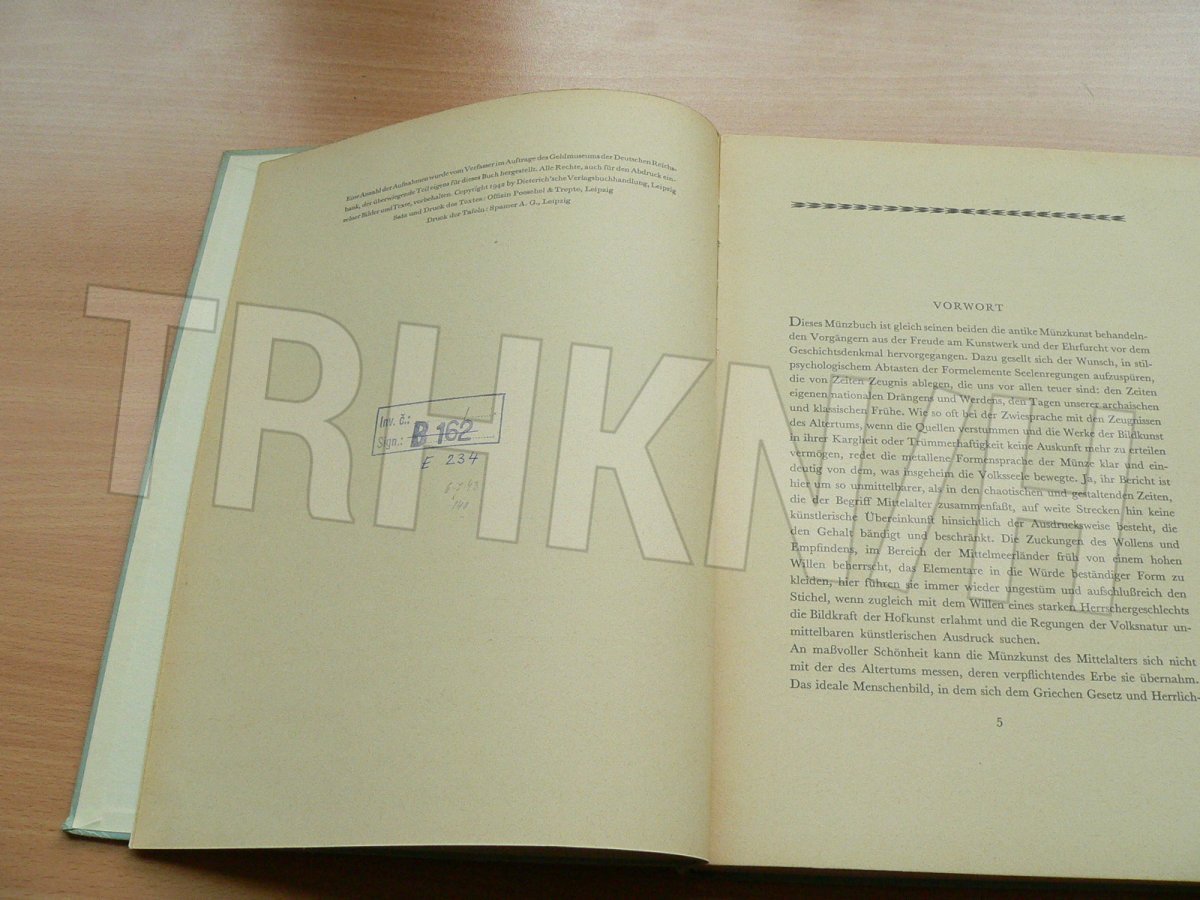 Eine Anzahl der Aufnahmen wurde vom Verfasser im Auftrage des Geldmuseums der Deutschen Reichs-
bank, der überwiegende Teil eigens für dieses Buch hergestellt. Alle Rechte, auch für den Abdruck ein-
zelner Bilder und Texte, vorbehalten. Copyright 1942 by Dieterich'sche Verlagsbuchhandlung, Leipzig
Satz und Druck des Textes: Offizin Poeschel & Trepte, Leipzig
Druck der Tafeln: Spamer A. G., Leipzig
Inv. č.:
Sign.: B 162
E 234
VORWORT
Dieses Münzbuch ist gleich seinen beiden die antike Münzkunst behandeln-
den Vorgängern aus der Freude am Kunstwerk und der Ehrfurcht vor dem
Geschichtsdenkmal hervorgegangen. Dazu gesellt sich der Wunsch, in stil-
psychologischem Abtasten der Formelemente Seelenregungen aufzuspüren,
die von Zeiten Zeugnis ablegen, die uns vor allen teuer sind: den Zeiten
eigenen nationalen Drängens und Werdens, den Tagen unserer archaischen
und klassischen Frühe. Wie so oft bei der Zwiesprache mit den Zeugnissen
des Altertums, wenn die Quellen verstummen und die Werke der Bildkunst
in ihrer Kargheit oder Trümmerhaftigkeit keine Auskunft mehr zu erteilen
vermögen, redet die metallene Formensprache der Münze klar und ein-
deutig von dem, was insgeheim die Volksseele bewegte. Ja, ihr Bericht ist
hier um so unmittelbarer, als in den chaotischen und gestaltenden Zeiten,
die der Begriff Mittelalter zusammenfaßt, auf weite Strecken hin keine
künstlerische Übereinkunft hinsichtlich der Ausdrucksweise besteht, die
den Gehalt bändigt und beschränkt. Die Zuckungen des Wollens und
Empfindens, im Bereich der Mittelmeerländer früh von einem hohen
Willen beherrscht, das Elementare in die Würde beständiger Form zu
kleiden, hier führen sie immer wieder ungestüm und aufschlußreich den
Stichel, wenn zugleich mit dem Willen eines starken Herrschergeschlechts
die Bildkraft der Hofkunst erlahmt und die Regungen der Volksnatur un-
mittelbaren künstlerischen Ausdruck suchen.
An maßvoller Schönheit kann die Münzkunst des Mittelalters sich nicht
mit der des Altertums messen, deren verpflichtendes Erbe sie übernahm.
Das ideale Menschenbild, in dem sich dem Griechen Gesetz und Herrlich-
5